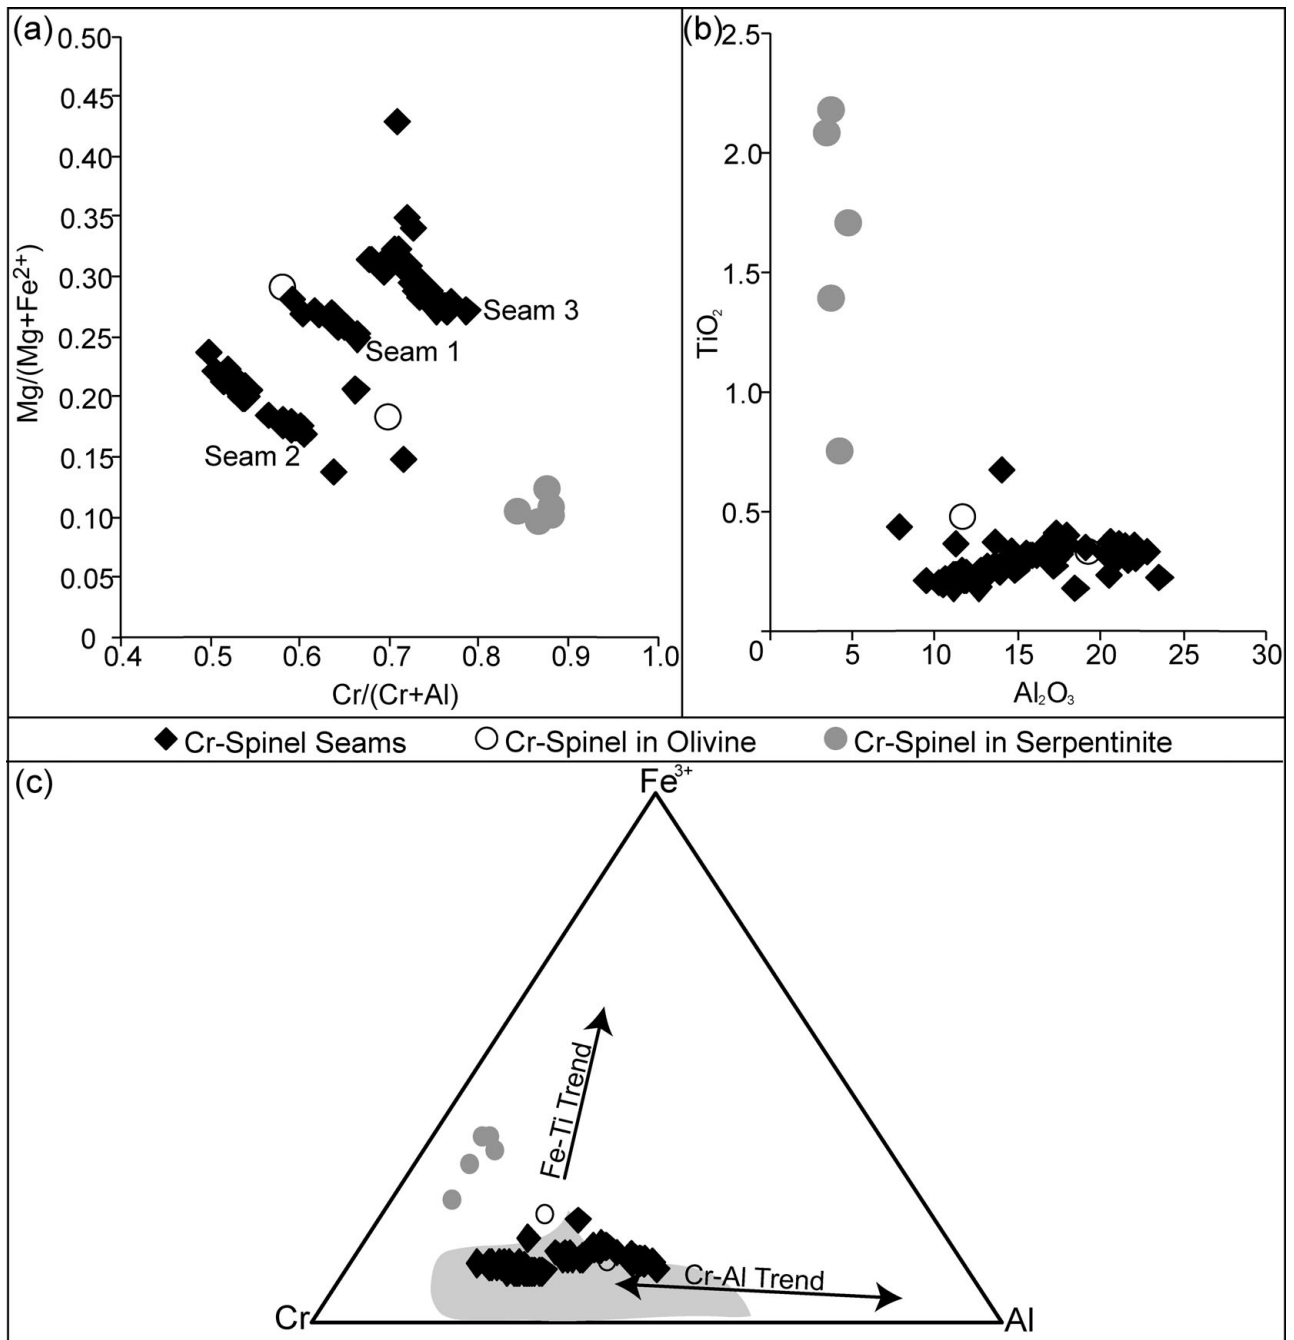 (a)
0.50
0.45
0.40
0.35
0.30
0.25
0.20
0.15
0.10
0.05
0
0.4 0.5 0.6 0.7 0.8 0.9 1.0
Cr/(Cr+Al)
Mg/(Mg+Fe²⁺)
Seam 3
Seam 1
Seam 2
(b)
2.5
2.0
1.5
1.0
0.5
0 5 10 15 20 25 30
Al₂O₃
TiO₂
Cr-Spinel Seams Cr-Spinel in Olivine Cr-Spinel in Serpentinite
(c)
Fe³⁺
Fe-Ti Trend
Cr-Al Trend
Cr Al